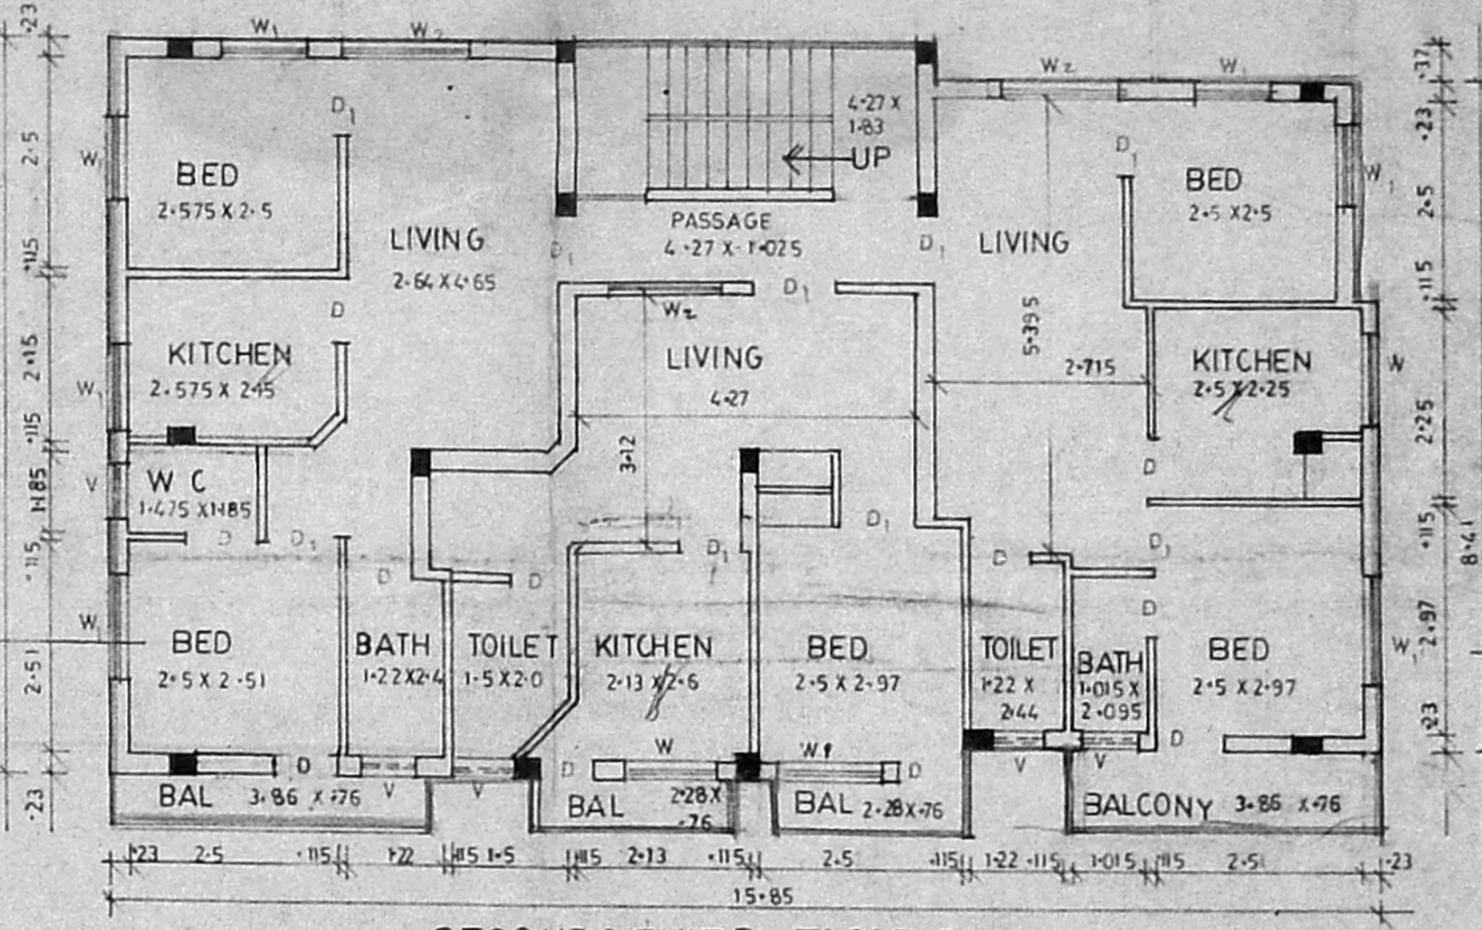 W1
W2
W2
W1
·23
2·5
·115
2·15
·115
1·185
·115
2·51
·23
W1
W1
V
W1
D1
BED
2·575 X 2·5
LIVING
2·64 X 4·65
D
KITCHEN
2·575 X 2·15
W C
1·475 X 1·185
D
D1
D
D
BED
2·5 X 2·51
BATH
1·22 X 2·4
TOILET
1·5 X 2·0
D
V
V
BAL 3·86 X ·76
4·27 X
1·83
UP
PASSAGE
4·27 X 1·025
D1
D1
D1
W2
LIVING
4·27
3·12
D1
D1
KITCHEN
2·13 X 2·6
BED
2·5 X 2·97
D
W
W1
D
BAL
2·28 X
·76
BAL 2·28 X ·76
LIVING
5·395
2·715
D1
BED
2·5 X 2·5
KITCHEN
2·5 X 2·25
D
D1
D
D
TOILET
1·22 X
2·44
BATH
1·015 X
2·095
BED
2·5 X 2·97
D
V
V
BALCONY 3·86 X ·76
W1
W
W1
·37
·23
2·5
·115
2·25
·115
2·97
·23
8·41
·23
2·5
·115
1·22
·115
1·5
·115
2·13
·115
2·5
·115
1·22
·115
1·015
·115
·23
15·85